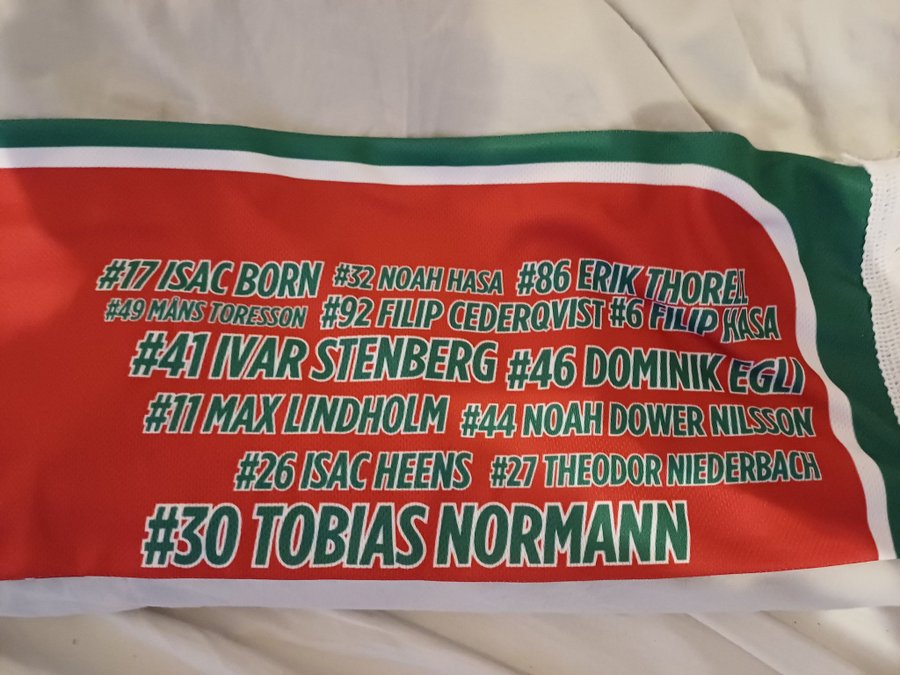 #17 ISAC BORN #32 NOAH HASA #86 ERIK THORELL
#49 MÅNS TORESSON #92 FILIP CEDERQVIST #6 FILIP HASA
#41 IVAR STENBERG #46 DOMINIK EGLI
#11 MAX LINDHOLM #44 NOAH DOWER NILSSON
#26 ISAC HEENS #27 THEODOR NIEDERBACH
#30 TOBIAS NORMANN